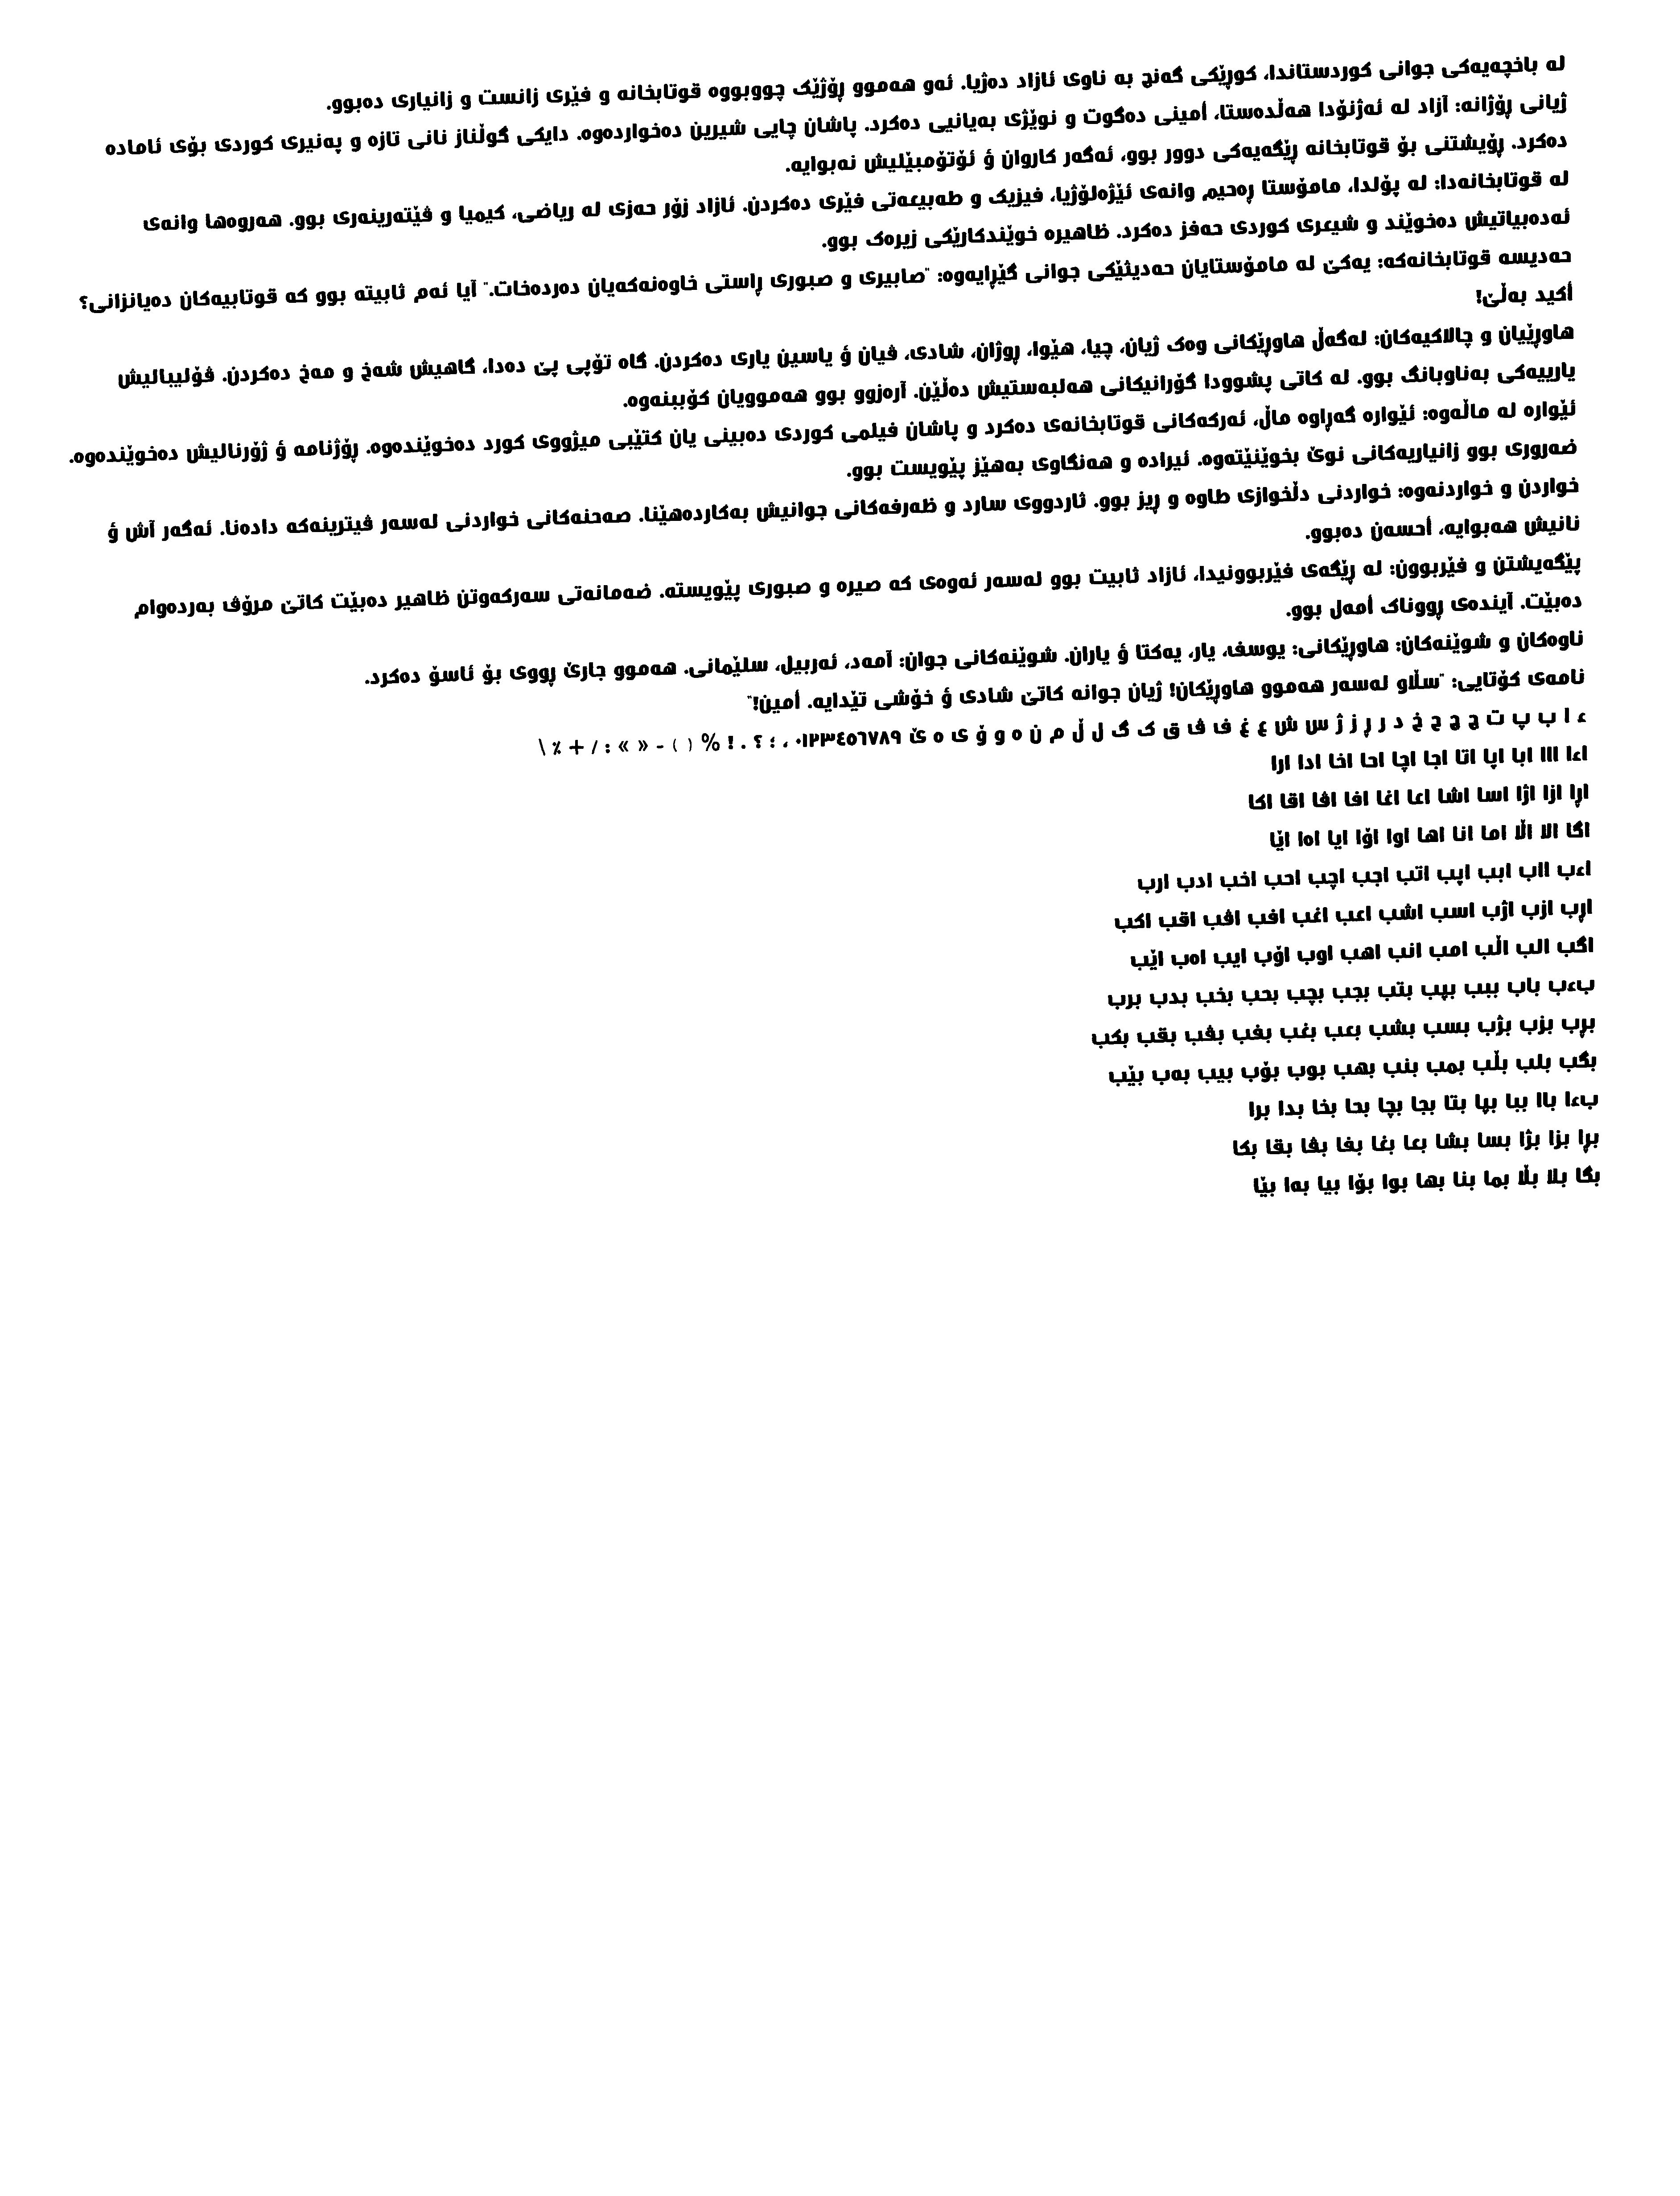 لە باخچەیەکی جوانی کوردستاندا، کوڕێکی گەنج بە ناوی ئازاد دەژیا. ئەو هەموو ڕۆژێک چووبووە قوتابخانە و فێری زانست و زانیاری دەبوو.
ژیانی ڕۆژانە: آزاد لە ئەژنۆدا هەڵدەستا، أمینی دەگوت و نوێژی بەیانیی دەکرد. پاشان چایی شیرین دەخواردەوە. دایکی گوڵناز نانی تازە و پەنیری کوردی بۆی ئامادە
دەکرد. ڕۆیشتنی بۆ قوتابخانە ڕێگەیەکی دوور بوو، ئەگەر کاروان ؤ ئۆتۆمبێلیش نەبوایە.
لە قوتابخانەدا: لە پۆلدا، مامۆستا ڕەحیم وانەی ئێژەلۆژیا، فیزیک و طەبیعەتی فێری دەکردن. ئازاد زۆر حەزی لە ریاضی، کیمیا و ڤێتەرینەری بوو. هەروەها وانەی
ئەدەبیاتیش دەخوێند و شیعری کوردی حەفز دەکرد. ظاهیرە خوێندکارێکی زیرەک بوو.
حەدیسە قوتابخانەکە: یەکێ لە مامۆستایان حەدیثێکی جوانی گێڕایەوە: "صابیری و صبوری ڕاستی خاوەنەکەیان دەردەخات." آیا ئەم ثابیتە بوو کە قوتابیەکان دەیانزانی؟
أکید بەڵێ!
هاوڕێیان و چالاکیەکان: لەگەڵ هاوڕێکانی وەک ژیان، چیا، هێوا، ڕوژان، شادی، ڤیان ؤ یاسین یاری دەکردن. گاە تۆپی پێ دەدا، گاهیش شەخ و مەخ دەکردن. ڤۆلیبالیش
یارییەکی بەناوبانگ بوو. لە کاتی پشوودا گۆرانیکانی هەلبەستیش دەڵێن. آرەزوو بوو هەموویان کۆببنەوە.
ئێوارە لە ماڵەوە: ئێوارە گەڕاوە ماڵ، ئەرکەکانی قوتابخانەی دەکرد و پاشان فیلمی کوردی دەبینی یان کتێبی میژووی کورد دەخوێندەوە. ڕۆژنامە ؤ ژۆرنالیش دەخوێندەوە.
ضەروری بوو زانیاریەکانی نوێ بخوێنێتەوە. ئیرادە و هەنگاوی بەهێز پێویست بوو.
خواردن و خواردنەوە: خواردنی دڵخوازی طاوە و ڕیز بوو. ثاردووی سارد و ظەرفەکانی جوانیش بەکاردەهێنا. صەحنەکانی خواردنی لەسەر ڤیترینەکە دادەنا. ئەگەر آش ؤ
نانیش هەبوایە، أحسەن دەبوو.
پێگەیشتن و فێربوون: لە ڕێگەی فێربوونیدا، ئازاد ثابیت بوو لەسەر ئەوەی کە صیرە و صبوری پێویستە. ضەمانەتی سەرکەوتن ظاهیر دەبێت کاتێ مرۆڤ بەردەوام
دەبێت. آیندەی ڕووناک أمەل بوو.
ناوەکان و شوێنەکان: هاوڕێکانی: یوسف، یار، یەکتا ؤ یاران. شوێنەکانی جوان: آمەد، ئەربیل، سلێمانی. هەموو جارێ ڕووی بۆ ئاسۆ دەکرد.
نامەی کۆتایی: "سڵاو لەسەر هەموو هاوڕێکان! ژیان جوانە کاتێ شادی ؤ خۆشی تێدایە. أمین!"
ء ا ب پ ت ج چ ح خ د ر ڕ ز ژ س ش ع غ ف ڤ ق ک گ ل ڵ م ن ە و ۆ ی ە ێ ٠١٢٣٤٥٦٧٨٩ ، ؛ ؟ . ! % ( ) - « » : / + ٪ \
اءا ااا ابا اپا اتا اجا اچا احا اخا ادا ارا
اڕا ازا اژا اسا اشا اعا اغا افا اڤا اقا اکا
اگا الا اڵا اما انا اها اوا اۆا ایا اەا اێا
اءب ااب ابب اپب اتب اجب اچب احب اخب ادب ارب
اڕب ازب اژب اسب اشب اعب اغب افب اڤب اقب اکب
اگب الب اڵب امب انب اهب اوب اۆب ایب اەب اێب
بءب باب ببب بپب بتب بجب بچب بحب بخب بدب برب
بڕب بزب بژب بسب بشب بعب بغب بفب بڤب بقب بکب
بگب بلب بڵب بمب بنب بهب بوب بۆب بیب بەب بێب
بءا باا ببا بپا بتا بجا بچا بحا بخا بدا برا
بڕا بزا بژا بسا بشا بعا بغا بفا بڤا بقا بکا
بگا بلا بڵا بما بنا بها بوا بۆا بیا بەا بێا